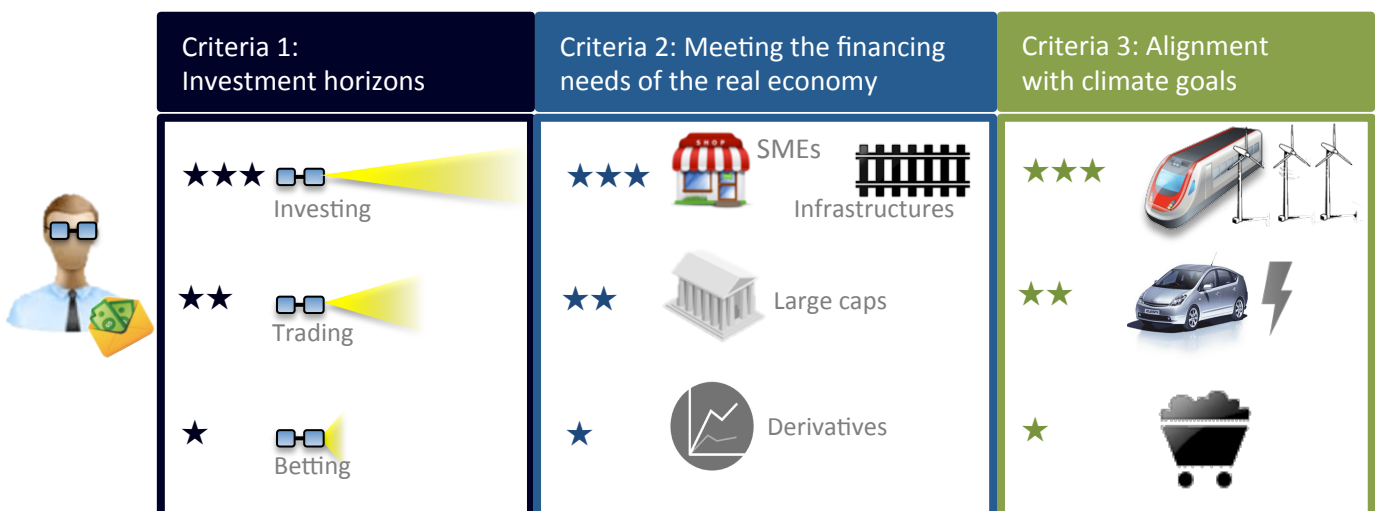 Criteria 1:
Investment horizons
Criteria 2: Meeting the financing
needs of the real economy
Criteria 3: Alignment
with climate goals
Investing
Trading
Betting
SHOP
SMEs
Infrastructures
Large caps
Derivatives